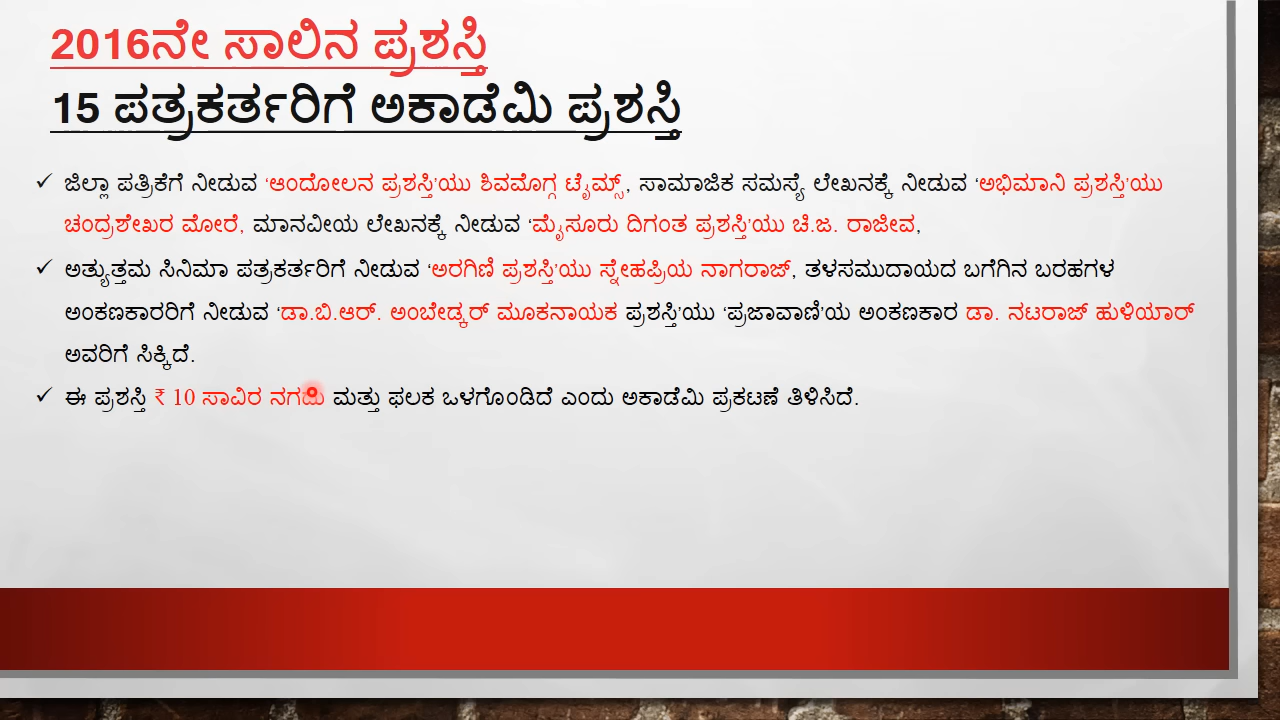 2016ನೇ ಸಾಲಿನ ಪ್ರಶಸ್ತಿ
15 ಪತ್ರಕರ್ತರಿಗೆ ಅಕಾಡೆಮಿ ಪ್ರಶಸ್ತಿ
✓ ಜಿಲ್ಲಾ ಪತ್ರಿಕೆಗೆ ನೀಡುವ ‘ಆಂದೋಲನ ಪ್ರಶಸ್ತಿ’ಯು ಶಿವಮೊಗ್ಗ ಟೈಮ್ಸ್, ಸಾಮಾಜಿಕ ಸಮಸ್ಯೆ ಲೇಖನಕ್ಕೆ ನೀಡುವ ‘ಅಭಿಮಾನಿ ಪ್ರಶಸ್ತಿ’ಯು
ಚಂದ್ರಶೇಖರ ಮೋರೆ, ಮಾನವೀಯ ಲೇಖನಕ್ಕೆ ನೀಡುವ ‘ಮೈಸೂರು ದಿಗಂತ ಪ್ರಶಸ್ತಿ’ಯು ಚಿ.ಜ. ರಾಜೀವ,
✓ ಅತ್ಯುತ್ತಮ ಸಿನಿಮಾ ಪತ್ರಕರ್ತರಿಗೆ ನೀಡುವ ‘ಅರಗಿಣಿ ಪ್ರಶಸ್ತಿ’ಯು ಸ್ನೇಹಪ್ರಿಯ ನಾಗರಾಜ್, ತಳಸಮುದಾಯದ ಬಗೆಗಿನ ಬರಹಗಳ
ಅಂಕಣಕಾರರಿಗೆ ನೀಡುವ ‘ಡಾ.ಬಿ.ಆರ್. ಅಂಬೇಡ್ಕರ್ ಮೂಕನಾಯಕ ಪ್ರಶಸ್ತಿ’ಯು ‘ಪ್ರಜಾವಾಣಿ’ಯ ಅಂಕಣಕಾರ ಡಾ. ನಟರಾಜ್ ಹುಳಿಯಾರ್
ಅವರಿಗೆ ಸಿಕ್ಕಿದೆ.
✓ ಈ ಪ್ರಶಸ್ತಿ ₹ 10 ಸಾವಿರ ನಗದು ಮತ್ತು ಫಲಕ ಒಳಗೊಂಡಿದೆ ಎಂದು ಅಕಾಡೆಮಿ ಪ್ರಕಟಣೆ ತಿಳಿಸಿದೆ.